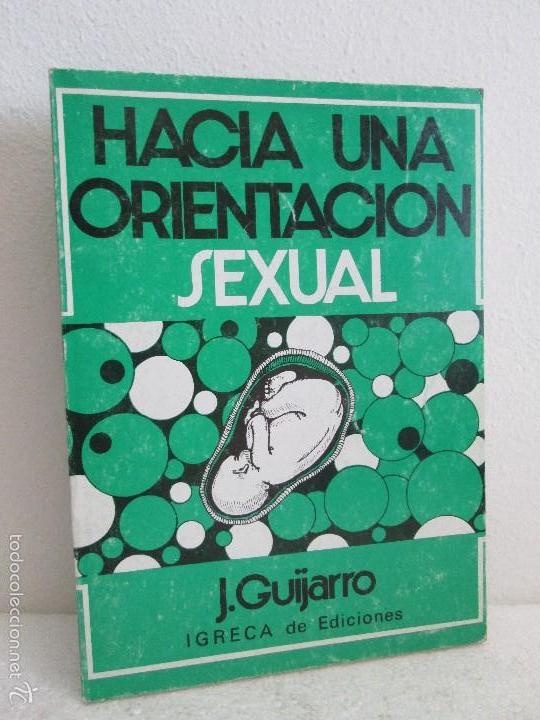 HACIA UNA
ORIENTACION
SEXUAL
J.Guijarro
IGRECA de Ediciones
todocoleccion.net